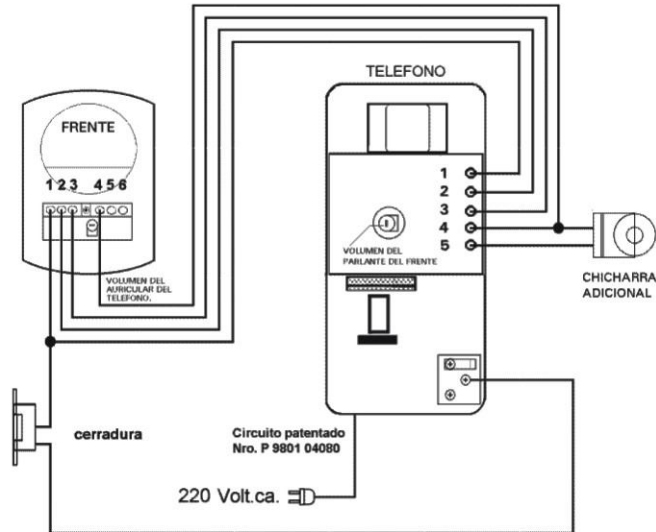 TELEFONO
FRENTE
1 2 3 4 5 6
1
2
3
4
5
VOLUMEN DEL
PARLANTE DEL FRENTE
VOLUMEN DEL
AURICULAR DEL
TELEFONO.
CHICHARRA
ADICIONAL
cerradura
Circuito patentado
Nro. P 9801 04080
220 Volt.ca.